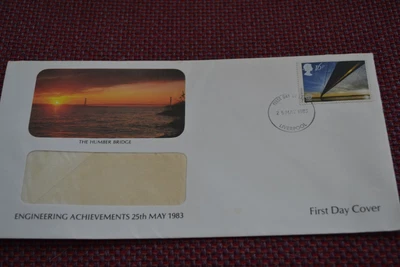 THE HUMBER BRIDGE
ENGINEERING ACHIEVEMENTS 25th MAY 1983
First Day Cover